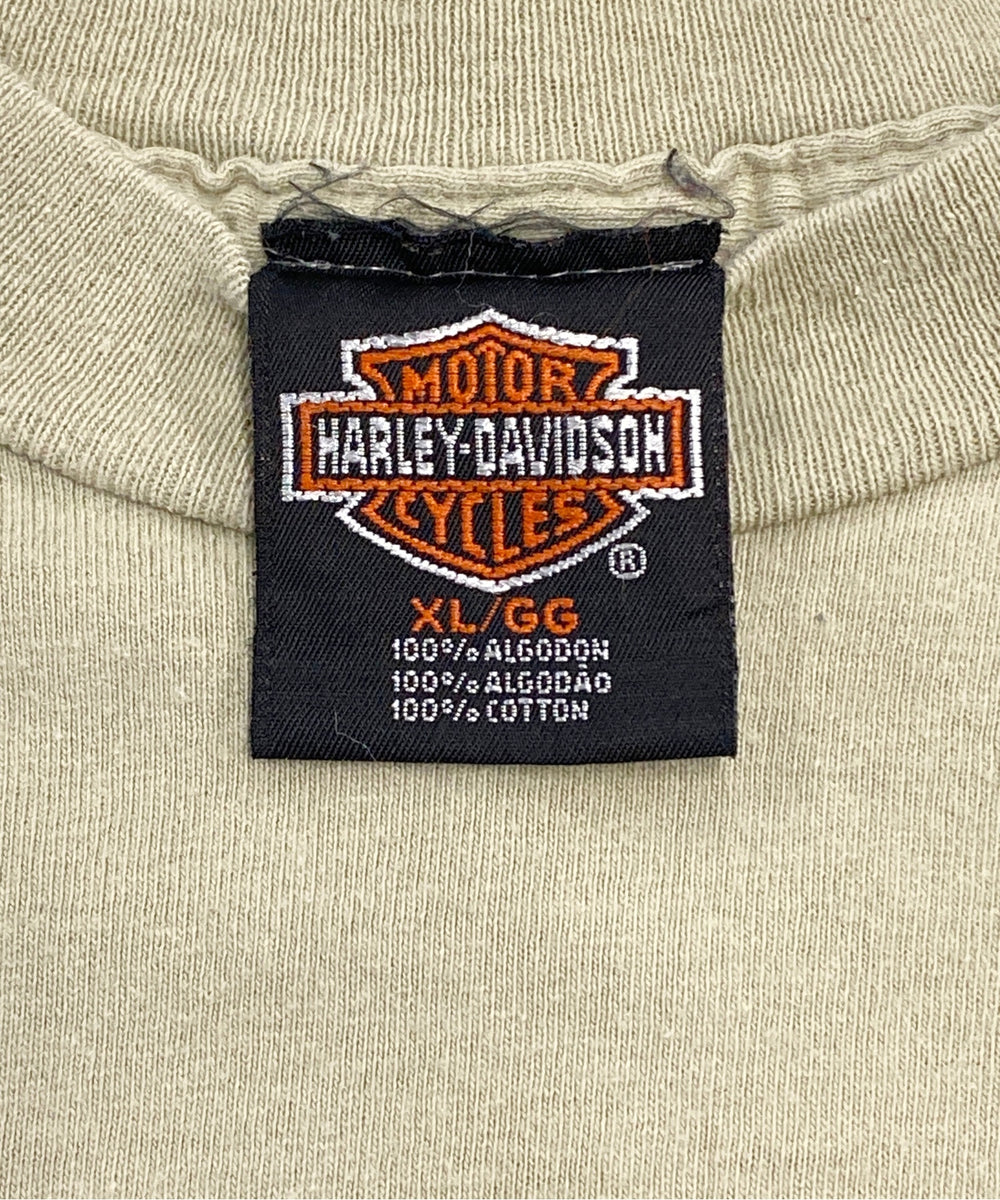 MOTOR
HARLEY-DAVIDSON
CYCLES
®
XL/GG
100% ALGODON
100% ALGODÃO
100% COTTON